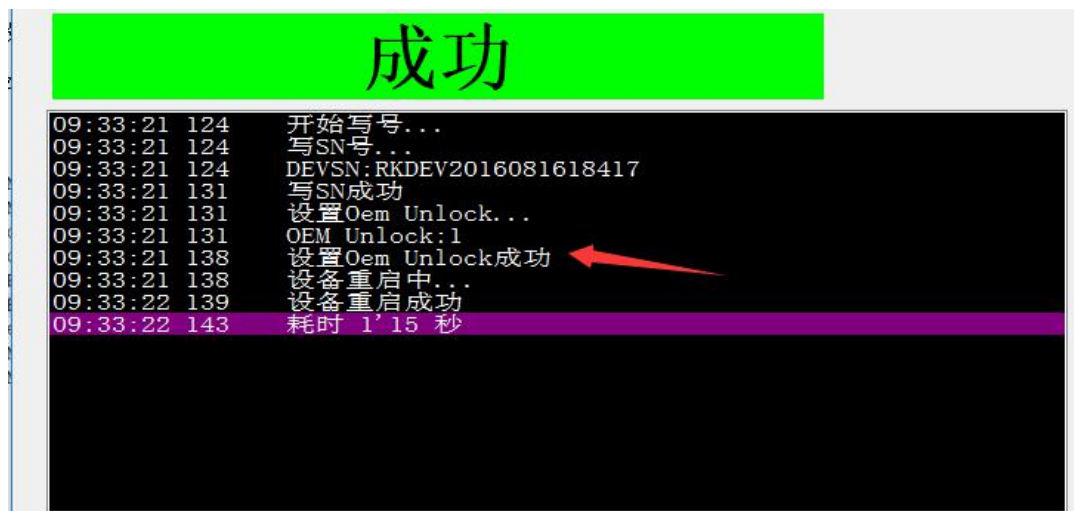 成功
09:33:21 124 开始写号...
09:33:21 124 写SN号...
09:33:21 124 DEVSN:RKDEV2016081618417
09:33:21 131 写SN成功
09:33:21 131 设置Oem Unlock...
09:33:21 131 OEM Unlock:1
09:33:21 138 设置Oem Unlock成功
09:33:21 138 设备重启中...
09:33:22 139 设备重启成功
09:33:22 143 耗时 1'15 秒